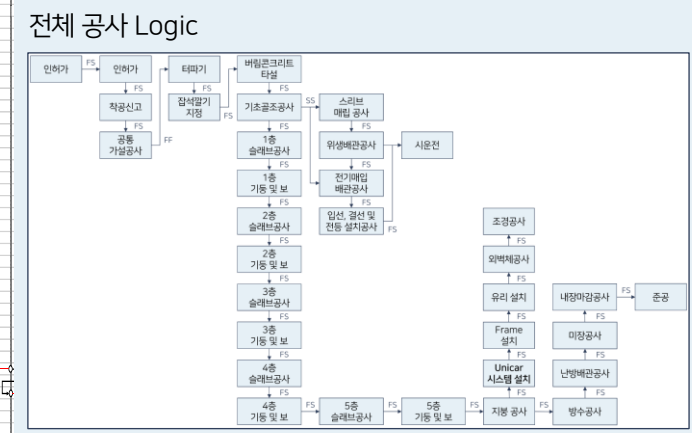 전체 공사 Logic
인허가
FS
인허가
FS
착공신고
FS
공통
가설공사
FF
터파기
FS
잡석깔기
지정
FS
버림콘크리트
타설
FS
기초골조공사
SS
스리브
매립 공사
FS
FS
1층
슬래브공사
위생배관공사
시운전
FS
FS
1층
기둥 및 보
전기매입
배관공사
FS
FS
2층
슬래브공사
입선, 결선 및
전등 설치공사
FS
FS
2층
기둥 및 보
FS
3층
슬래브공사
FS
3층
기둥 및 보
FS
4층
슬래브공사
FS
4층
기둥 및 보
FS
5층
슬래브공사
FS
5층
기둥 및 보
FS
지붕 공사
FS
방수공사
조경공사
FS
외벽체공사
FS
유리 설치
FS
Frame
설치
FS
Unicar
시스템 설치
FS
내장마감공사
FS
준공
FS
미장공사
FS
난방배관공사
FS